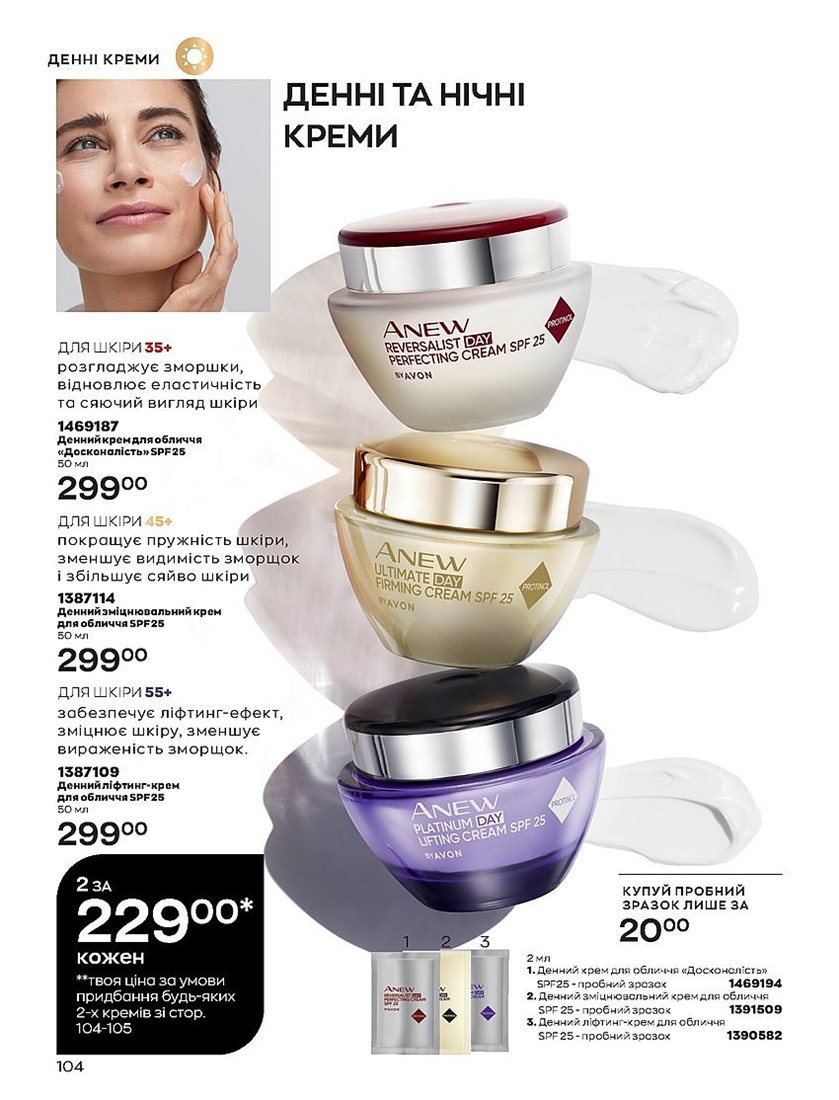 ДЕННІ КРЕМИ
ДЕННІ ТА НІЧНІ
КРЕМИ
ANEW
REVERSALIST DAY
PERFECTING CREAM SPF 25
BY AVON
PROTINOL
ДЛЯ ШКІРИ 35+
розгладжує зморшки,
відновлює еластичність
та сяючий вигляд шкіри
1469187
Денний крем для обличчя
«Досконалість» SPF25
50 мл
299⁰⁰
ANEW
ULTIMATE DAY
FIRMING CREAM SPF 25
BY AVON
PROTINOL
ДЛЯ ШКІРИ 45+
покращує пружність шкіри,
зменшує видимість зморщок
і збільшує сяйво шкіри
1387114
Денний зміцнювальний крем
для обличчя SPF25
50 мл
299⁰⁰
ANEW
PLATINUM DAY
LIFTING CREAM SPF 25
BY AVON
PROTINOL
ДЛЯ ШКІРИ 55+
забезпечує ліфтинг-ефект,
зміцнює шкіру, зменшує
вираженість зморщок.
1387109
Денний ліфтинг-крем
для обличчя SPF25
50 мл
299⁰⁰
2 ЗА
229⁰⁰*
кожен
**твоя ціна за умови
придбання будь-яких
2-х кремів зі стор.
104-105
КУПУЙ ПРОБНИЙ
ЗРАЗОК ЛИШЕ ЗА
20⁰⁰
1 2 3
ANEW
REVERSALIST DAY
PERFECTING CREAM
SPF 25
2 мл
1. Денний крем для обличчя «Досконалість»
SPF25 - пробний зразок 1469194
2. Денний зміцнювальний крем для обличчя
SPF 25 - пробний зразок 1391509
3. Денний ліфтинг-крем для обличчя
SPF 25 - пробний зразок 1390582
104